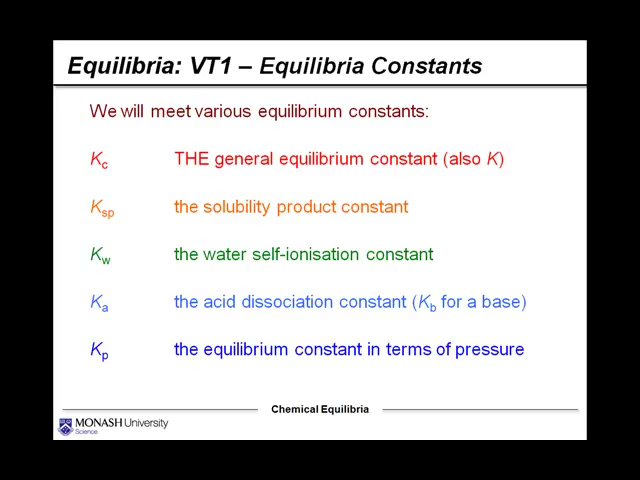 Equilibria: VT1 – Equilibria Constants
We will meet various equilibrium constants:
Kc THE general equilibrium constant (also K)
Ksp the solubility product constant
Kw the water self-ionisation constant
Ka the acid dissociation constant (Kb for a base)
Kp the equilibrium constant in terms of pressure
Chemical Equilibria
MONASH University
Science